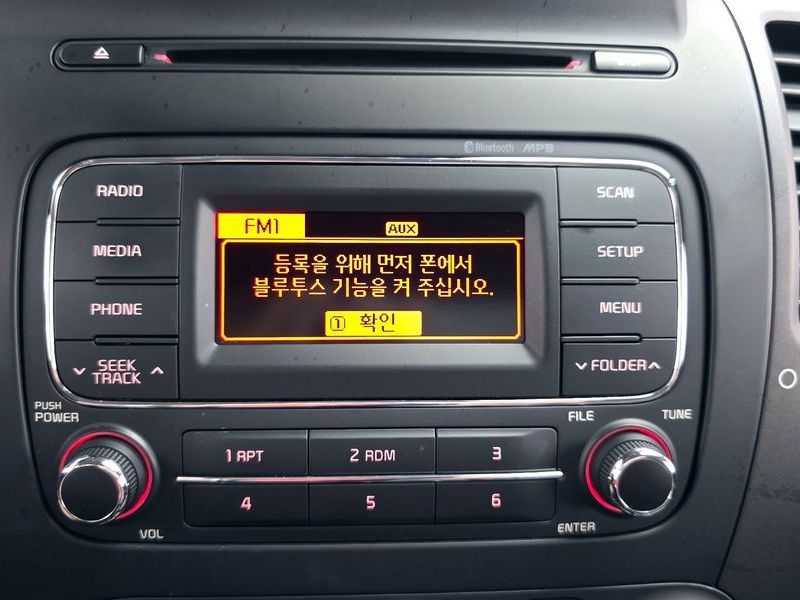 Bluetooth MP3
RADIO
MEDIA
PHONE
SEEK
TRACK
FM1 AUX
등록을 위해 먼저 폰에서
블루투스 기능을 켜 주십시오.
1 확인
SCAN
SETUP
MENU
FOLDER
PUSH
POWER
VOL
1 RPT
2 RDM
3
4
5
6
FILE
TUNE
ENTER